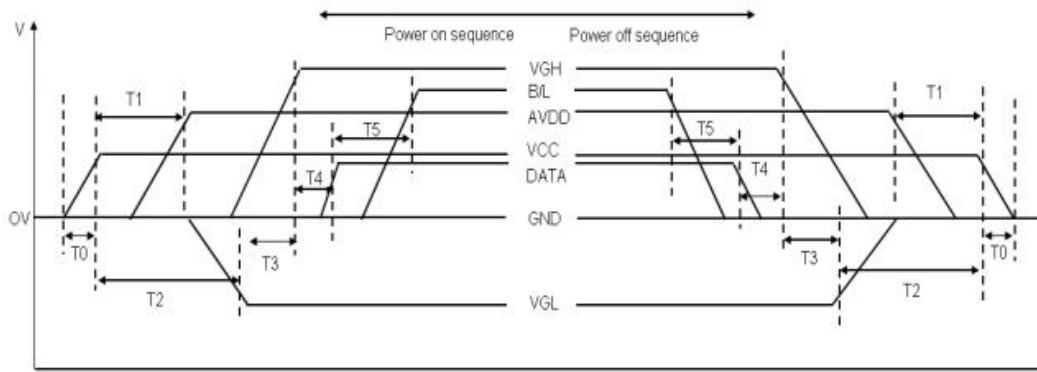 V
Power on sequence Power off sequence
VGH
B/L
T1 AVDD T1
T5 T5
VCC
T4 DATA T4
OV GND
T0 T3 T3 T0
T2 VGL T2